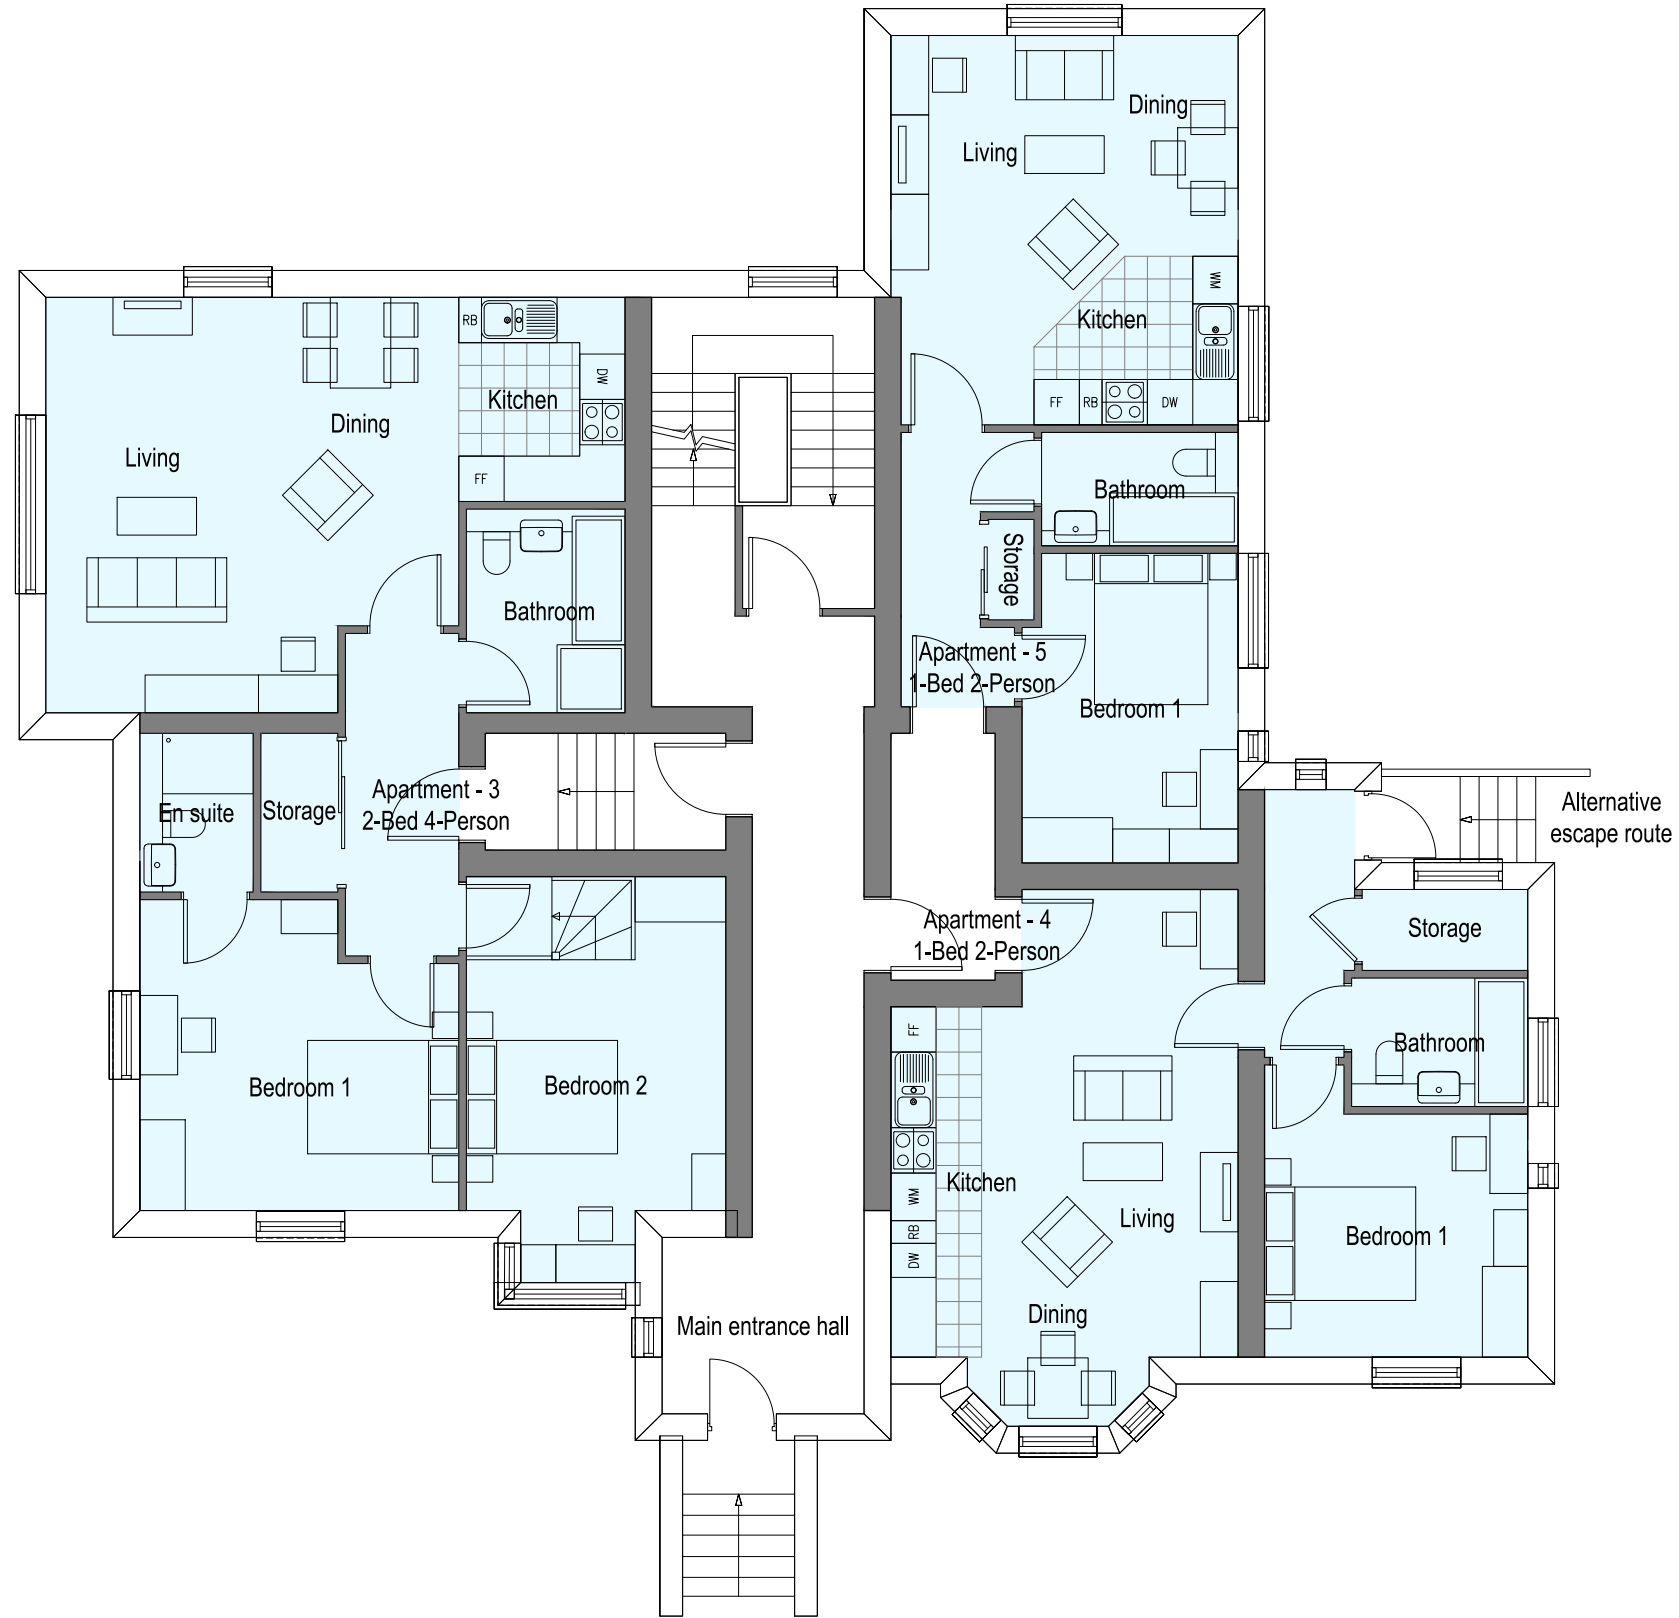 Dining
Living
WM
Kitchen
FF
RB
DW
Bathroom
Storage
Apartment - 5
1-Bed 2-Person
Bedroom 1
RB
DW
Kitchen
Dining
Living
FF
Bathroom
En suite
Storage
Apartment - 3
2-Bed 4-Person
Bedroom 1
Bedroom 2
Alternative
escape route
Apartment - 4
1-Bed 2-Person
Storage
FF
Bathroom
Kitchen
WM
RB
DW
Living
Bedroom 1
Dining
Main entrance hall